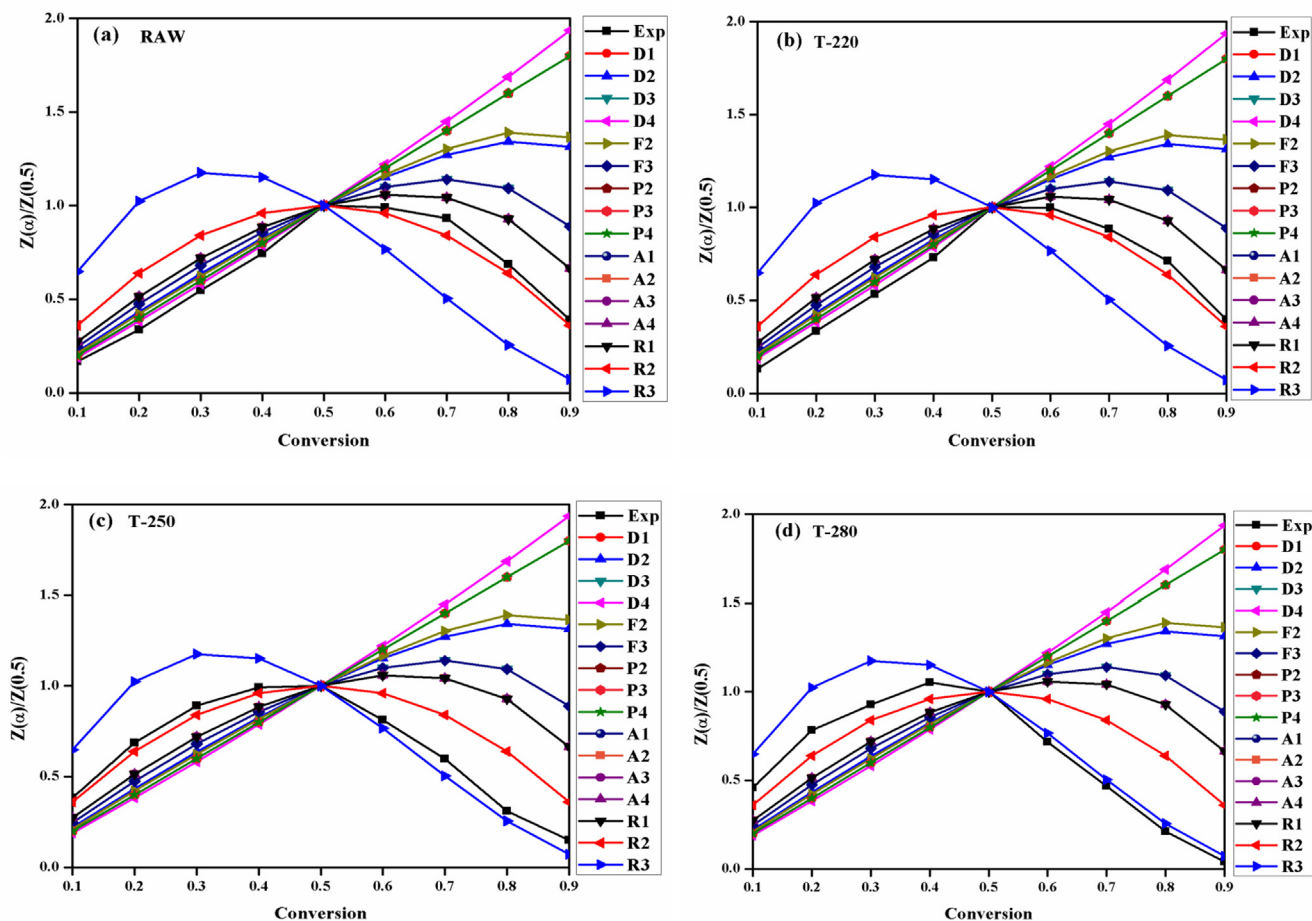 (a) RAW
Z(α)/Z(0.5)
2.0
1.5
1.0
0.5
0.0
0.1 0.2 0.3 0.4 0.5 0.6 0.7 0.8 0.9
Conversion
Exp
D1
D2
D3
D4
F2
F3
P2
P3
P4
A1
A2
A3
A4
R1
R2
R3
(b) T-220
Z(α)/Z(0.5)
2.0
1.5
1.0
0.5
0.0
0.1 0.2 0.3 0.4 0.5 0.6 0.7 0.8 0.9
Conversion
Exp
D1
D2
D3
D4
F2
F3
P2
P3
P4
A1
A2
A3
A4
R1
R2
R3
(c) T-250
Z(α)/Z(0.5)
2.0
1.5
1.0
0.5
0.0
0.1 0.2 0.3 0.4 0.5 0.6 0.7 0.8 0.9
Conversion
Exp
D1
D2
D3
D4
F2
F3
P2
P3
P4
A1
A2
A3
A4
R1
R2
R3
(d) T-280
Z(α)/Z(0.5)
2.0
1.5
1.0
0.5
0.0
0.1 0.2 0.3 0.4 0.5 0.6 0.7 0.8 0.9
Conversion
Exp
D1
D2
D3
D4
F2
F3
P2
P3
P4
A1
A2
A3
A4
R1
R2
R3